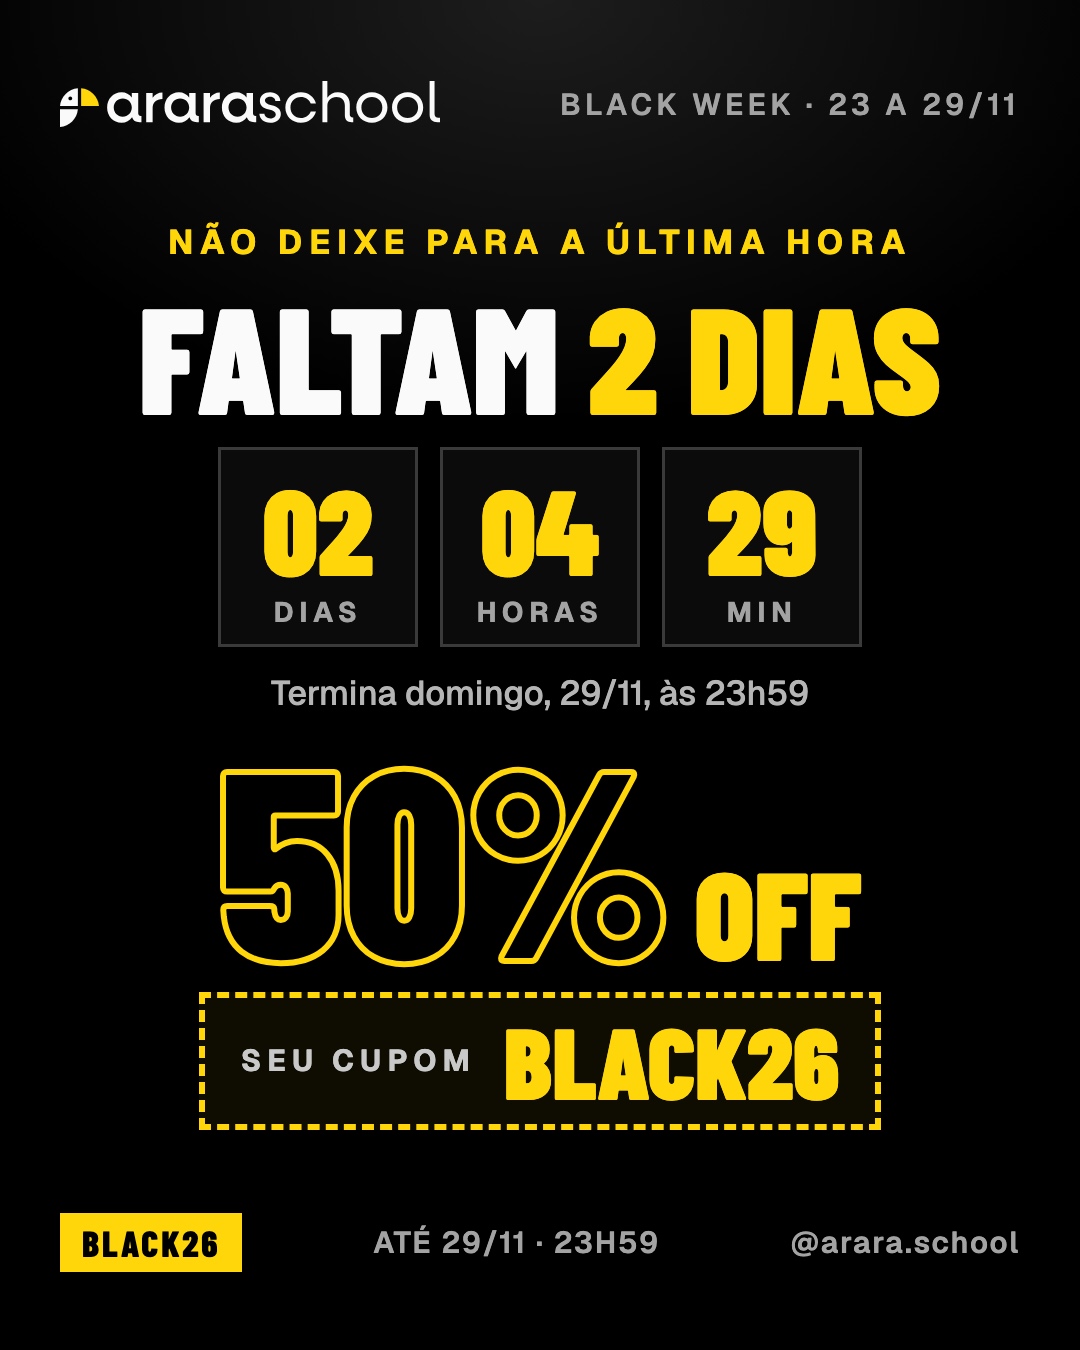 araraschool
BLACK WEEK · 23 A 29/11
NÃO DEIXE PARA A ÚLTIMA HORA
FALTAM 2 DIAS
02 04 29
DIAS HORAS MIN
Termina domingo, 29/11, às 23h59
50% OFF
SEU CUPOM BLACK26
BLACK26
ATÉ 29/11 · 23H59
@arara.school